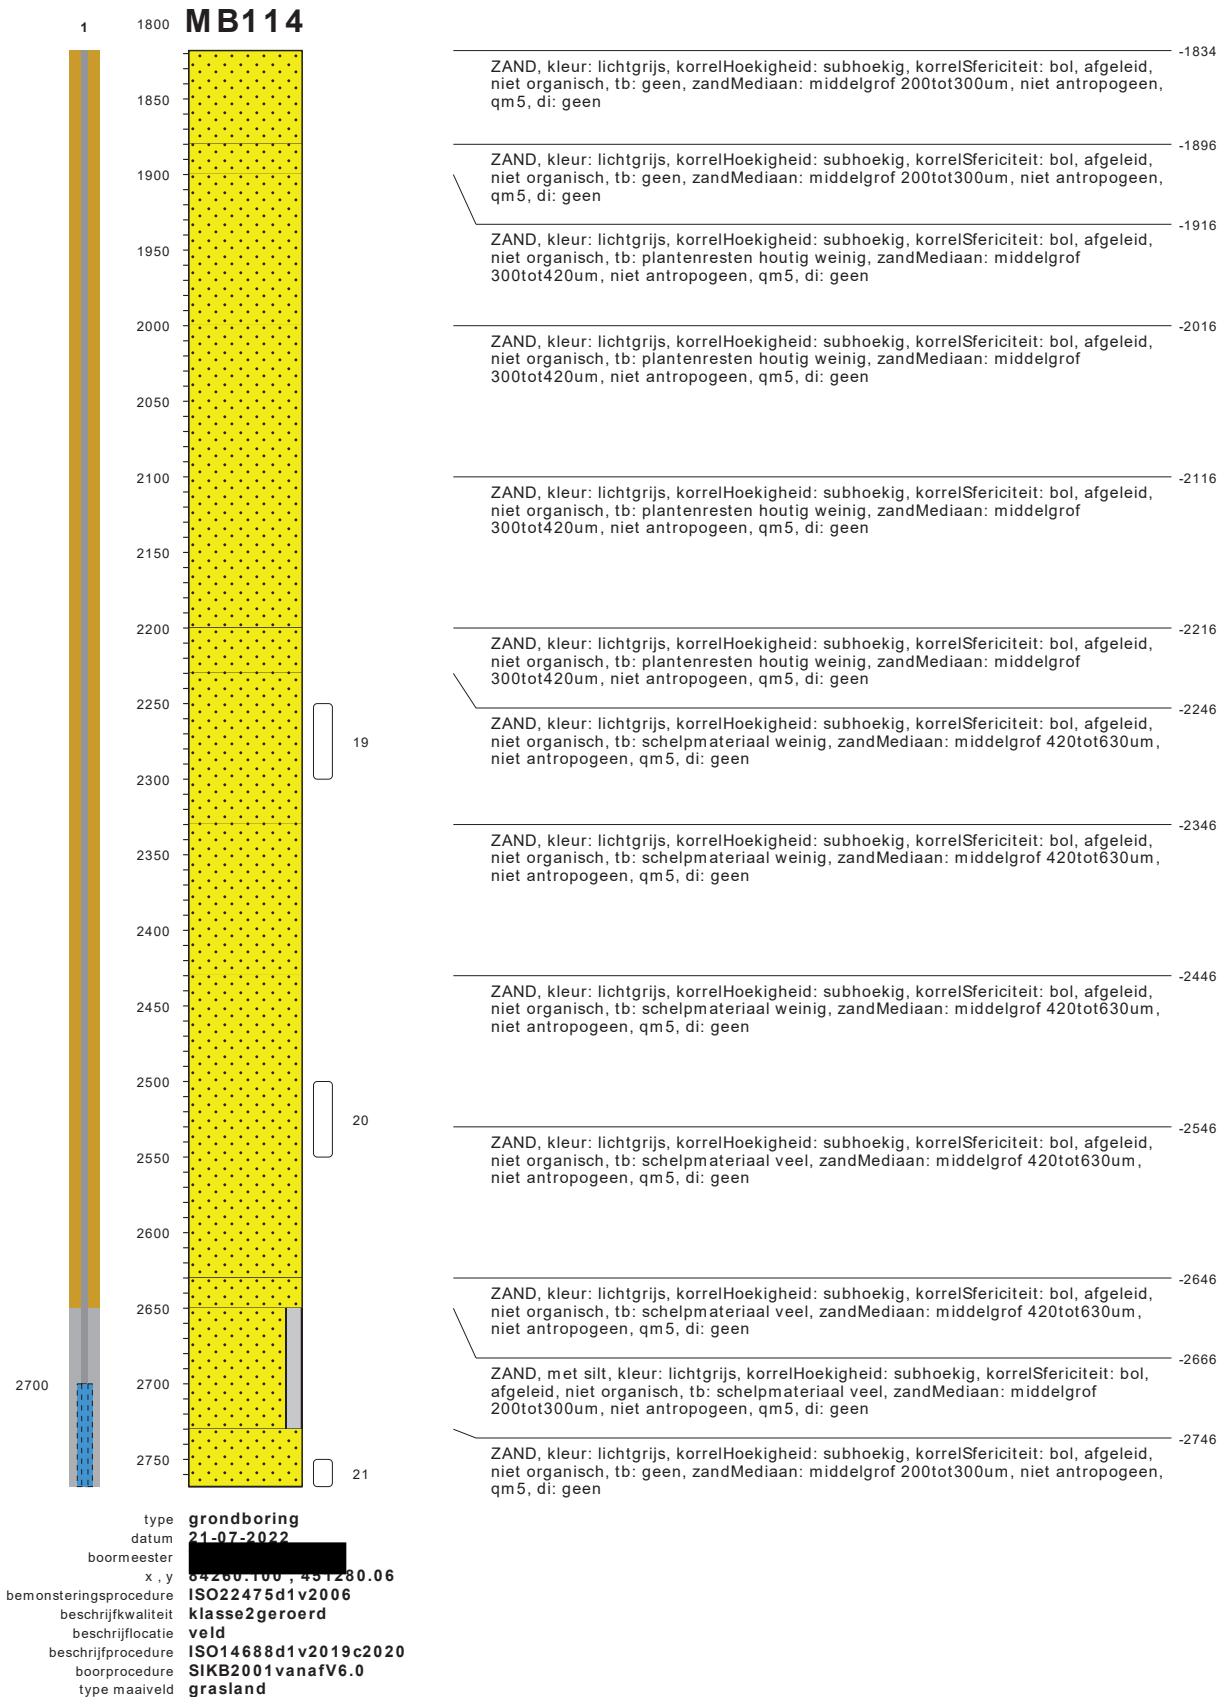 1
1800
MB114
-1834
ZAND, kleur: lichtgrijs, korrelHoekigheid: subhoekig, korrelSfericiteit: bol, afgeleid,
niet organisch, tb: geen, zandMediaan: middelgrof 200tot300um, niet antropogeen,
qm5, di: geen
1850
-1896
ZAND, kleur: lichtgrijs, korrelHoekigheid: subhoekig, korrelSfericiteit: bol, afgeleid,
niet organisch, tb: geen, zandMediaan: middelgrof 200tot300um, niet antropogeen,
qm5, di: geen
1900
-1916
ZAND, kleur: lichtgrijs, korrelHoekigheid: subhoekig, korrelSfericiteit: bol, afgeleid,
niet organisch, tb: plantenresten houtig weinig, zandMediaan: middelgrof
300tot420um, niet antropogeen, qm5, di: geen
1950
2000
-2016
ZAND, kleur: lichtgrijs, korrelHoekigheid: subhoekig, korrelSfericiteit: bol, afgeleid,
niet organisch, tb: plantenresten houtig weinig, zandMediaan: middelgrof
300tot420um, niet antropogeen, qm5, di: geen
2050
2100
-2116
ZAND, kleur: lichtgrijs, korrelHoekigheid: subhoekig, korrelSfericiteit: bol, afgeleid,
niet organisch, tb: plantenresten houtig weinig, zandMediaan: middelgrof
300tot420um, niet antropogeen, qm5, di: geen
2150
2200
-2216
ZAND, kleur: lichtgrijs, korrelHoekigheid: subhoekig, korrelSfericiteit: bol, afgeleid,
niet organisch, tb: plantenresten houtig weinig, zandMediaan: middelgrof
300tot420um, niet antropogeen, qm5, di: geen
2250
-2246
19
ZAND, kleur: lichtgrijs, korrelHoekigheid: subhoekig, korrelSfericiteit: bol, afgeleid,
niet organisch, tb: schelpmateriaal weinig, zandMediaan: middelgrof 420tot630um,
niet antropogeen, qm5, di: geen
2300
-2346
ZAND, kleur: lichtgrijs, korrelHoekigheid: subhoekig, korrelSfericiteit: bol, afgeleid,
niet organisch, tb: schelpmateriaal weinig, zandMediaan: middelgrof 420tot630um,
niet antropogeen, qm5, di: geen
2350
2400
-2446
ZAND, kleur: lichtgrijs, korrelHoekigheid: subhoekig, korrelSfericiteit: bol, afgeleid,
niet organisch, tb: schelpmateriaal weinig, zandMediaan: middelgrof 420tot630um,
niet antropogeen, qm5, di: geen
2450
2500
20
-2546
ZAND, kleur: lichtgrijs, korrelHoekigheid: subhoekig, korrelSfericiteit: bol, afgeleid,
niet organisch, tb: schelpmateriaal veel, zandMediaan: middelgrof 420tot630um,
niet antropogeen, qm5, di: geen
2550
2600
-2646
ZAND, kleur: lichtgrijs, korrelHoekigheid: subhoekig, korrelSfericiteit: bol, afgeleid,
niet organisch, tb: schelpmateriaal veel, zandMediaan: middelgrof 420tot630um,
niet antropogeen, qm5, di: geen
2650
-2666
ZAND, met silt, kleur: lichtgrijs, korrelHoekigheid: subhoekig, korrelSfericiteit: bol,
afgeleid, niet organisch, tb: schelpmateriaal veel, zandMediaan: middelgrof
200tot300um, niet antropogeen, qm5, di: geen
2700
2700
-2746
ZAND, kleur: lichtgrijs, korrelHoekigheid: subhoekig, korrelSfericiteit: bol, afgeleid,
niet organisch, tb: geen, zandMediaan: middelgrof 200tot300um, niet antropogeen,
qm5, di: geen
2750
21
type grondboring
datum 21-07-2022
boormeester
x , y 84260.100 , 451280.06
bemonsteringsprocedure ISO22475d1v2006
beschrijfkwaliteit klasse2geroerd
beschrijflocatie veld
beschrijfprocedure ISO14688d1v2019c2020
boorprocedure SIKB2001vanafV6.0
type maaiveld grasland